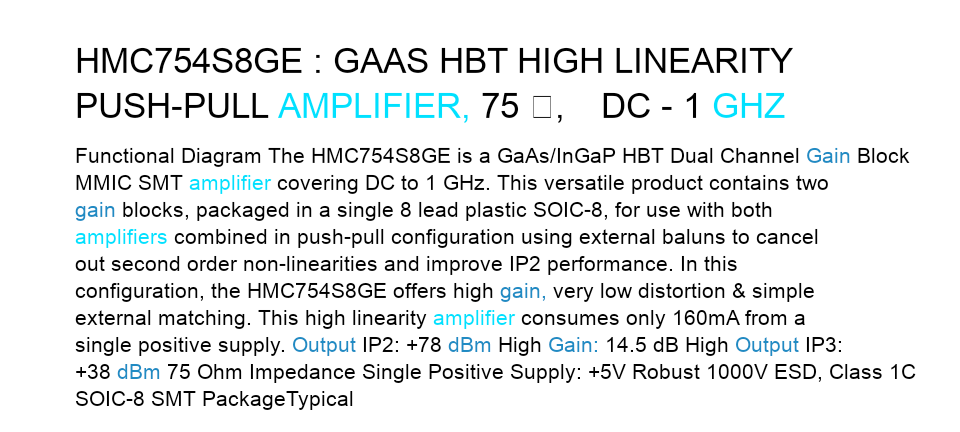 HMC754S8GE : GAAS HBT HIGH LINEARITY
PUSH-PULL AMPLIFIER, 75 □, DC - 1 GHZ
Functional Diagram The HMC754S8GE is a GaAs/InGaP HBT Dual Channel Gain Block
MMIC SMT amplifier covering DC to 1 GHz. This versatile product contains two
gain blocks, packaged in a single 8 lead plastic SOIC-8, for use with both
amplifiers combined in push-pull configuration using external baluns to cancel
out second order non-linearities and improve IP2 performance. In this
configuration, the HMC754S8GE offers high gain, very low distortion & simple
external matching. This high linearity amplifier consumes only 160mA from a
single positive supply. Output IP2: +78 dBm High Gain: 14.5 dB High Output IP3:
+38 dBm 75 Ohm Impedance Single Positive Supply: +5V Robust 1000V ESD, Class 1C
SOIC-8 SMT PackageTypical